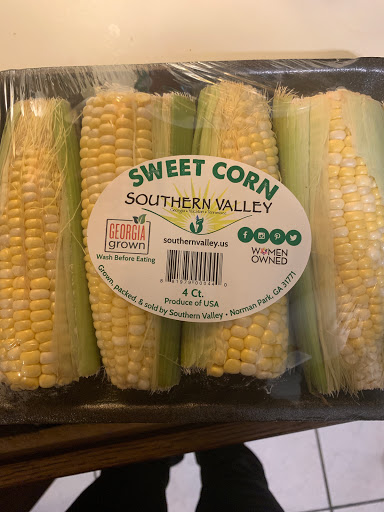 SWEET CORN
SOUTHERN VALLEY
GEORGIA
grown
southernvalley.us
Wash Before Eating
WOMEN
OWNED
4 Ct.
Produce of USA
Grown, packed, & sold by Southern Valley • Norman Park, GA 31771